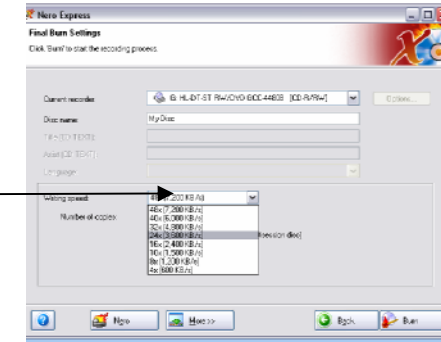 Nero Express
Final Burn Settings
Click 'Burn' to start the recording process.
Current recorder: G: HL-DT-ST RW/DVD GCC-4480B [CD-R/RW] Options...
Disc name: My Disc
Title (CD TEXT):
Artist (CD TEXT):
Language:
Writing speed: 48x (7,200 KB/s)
Number of copies:
48x (7,200 KB/s)
40x (6,000 KB/s)
32x (4,800 KB/s)
24x (3,600 KB/s)
16x (2,400 KB/s)
10x (1,500 KB/s)
8x (1,200 KB/s)
4x (600 KB/s)
Nero
More >>
Back
Burn